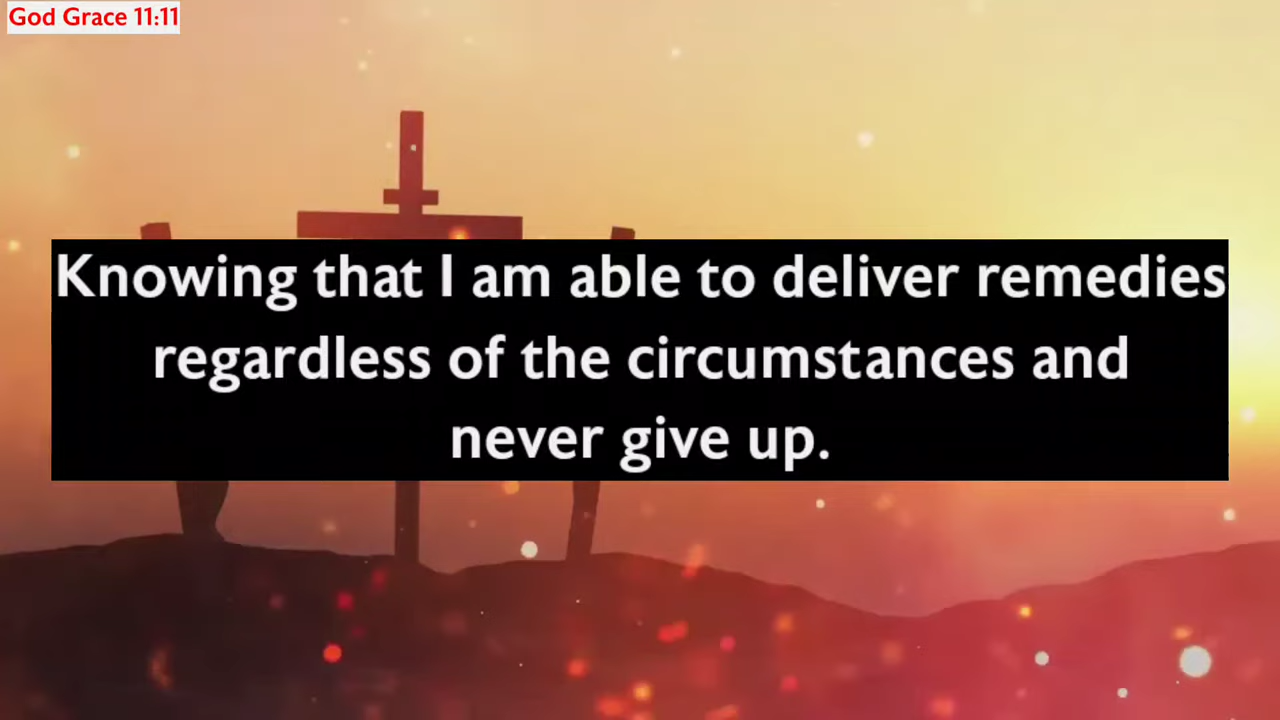 God Grace 11:11
Knowing that I am able to deliver remedies
regardless of the circumstances and
never give up.